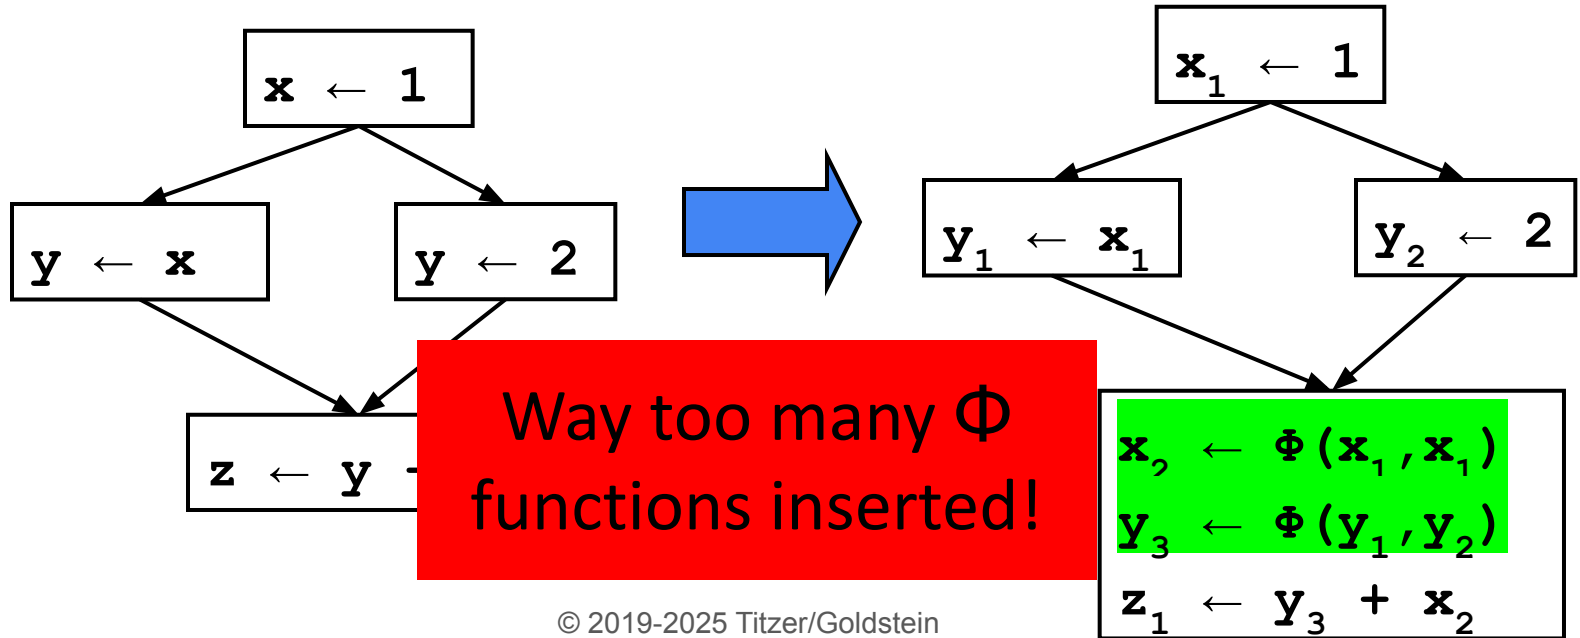 x ← 1
y ← x
y ← 2
z ← y
Way too many Φ
functions inserted!
x₁ ← 1
y₁ ← x₁
y₂ ← 2
x₂ ← Φ(x₁,x₁)
y₃ ← Φ(y₁,y₂)
z₁ ← y₃ + x₂
© 2019-2025 Titzer/Goldstein